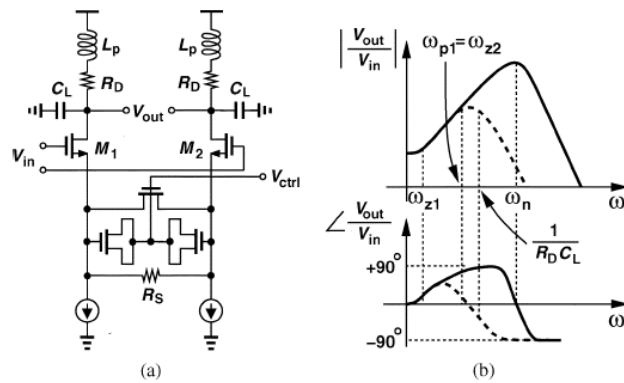 L_p
L_p
R_D
R_D
C_L
V_out
C_L
V_in
M_1
M_2
V_ctrl
R_S
(a)
|V_out / V_in|
ω_p1 = ω_z2
ω
ω_z1
ω_n
∠ V_out / V_in
1 / R_D C_L
+90°
ω
−90°
(b)